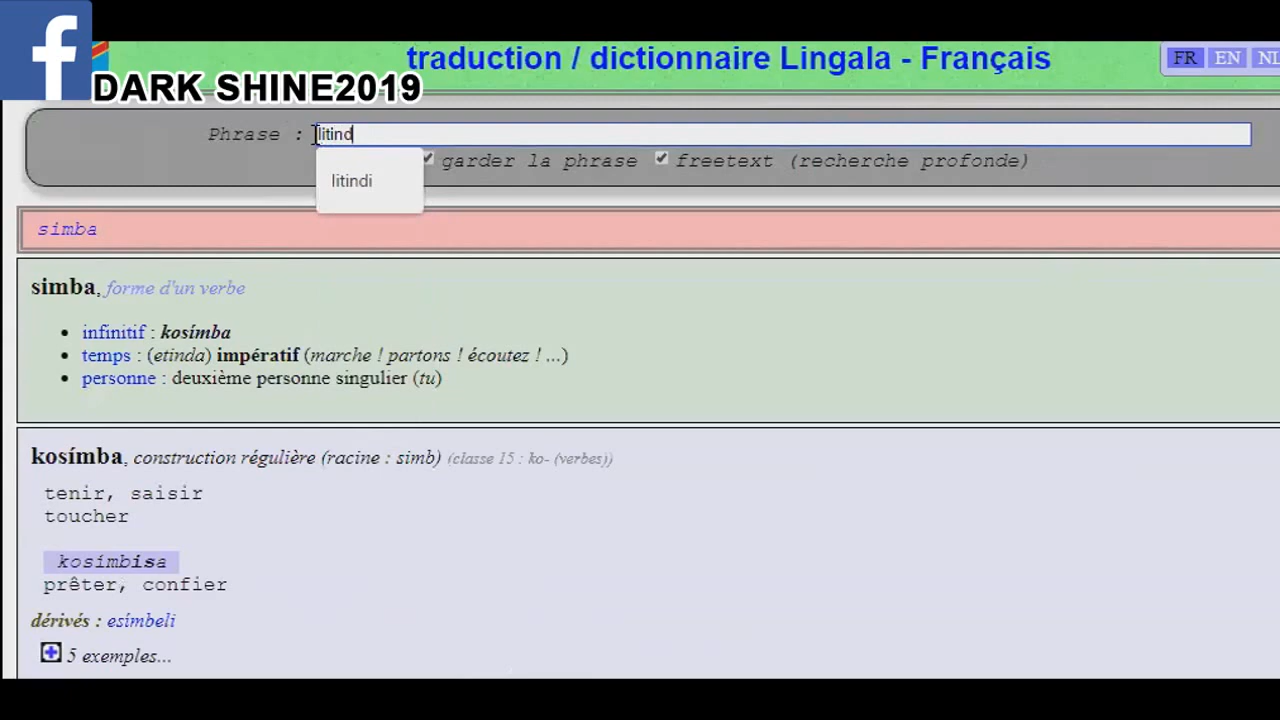 f
DARK SHINE2019
traduction / dictionnaire Lingala - Français
FR EN NL
Phrase : litind
garder la phrase freetext (recherche profonde)
litindi
simba
simba, forme d'un verbe
infinitif : kosímba
temps : (etinda) impératif (marche ! partons ! écoutez ! ...)
personne : deuxième personne singulier (tu)
kosímba, construction régulière (racine : simb) (classe 15 : ko- (verbes))
tenir, saisir
toucher
kosímbisa
prêter, confier
dérivés : esímbeli
5 exemples...